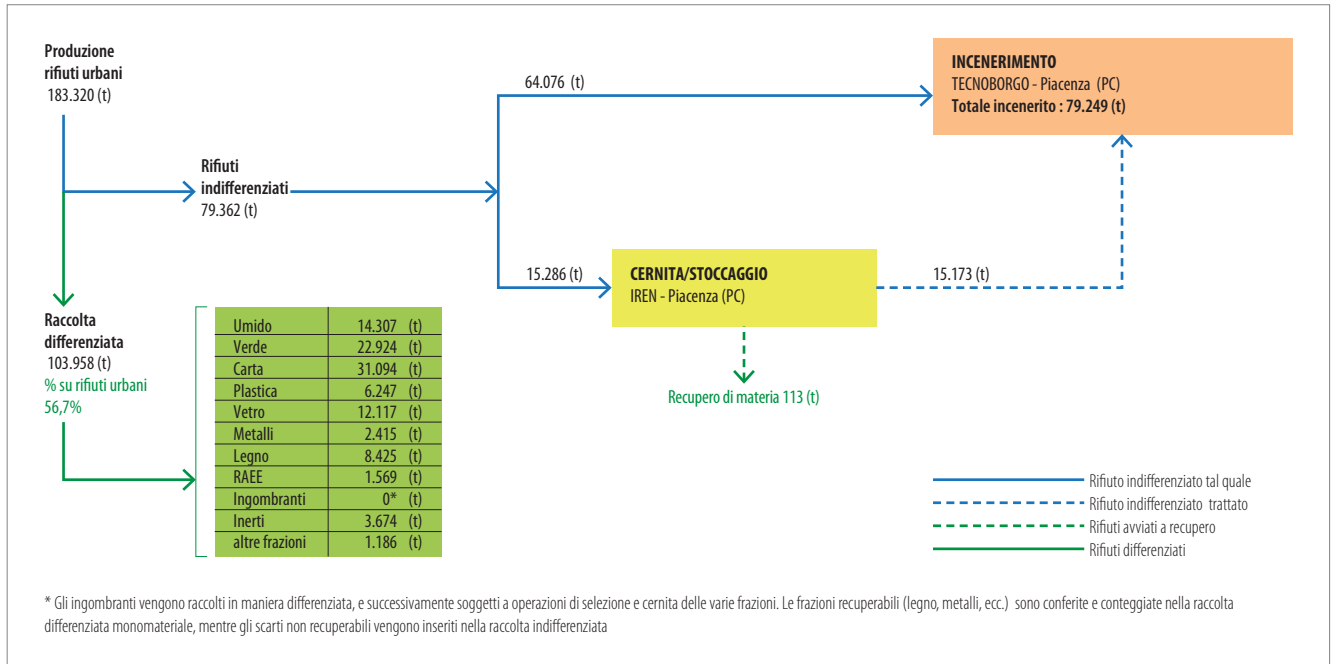 Produzione
rifiuti urbani
183.320 (t)
64.076 (t)
INCENERIMENTO
TECNOBORGO - Piacenza (PC)
Totale incenerito : 79.249 (t)
Rifiuti
indifferenziati
79.362 (t)
15.286 (t)
CERNITA/STOCCAGGIO
IREN - Piacenza (PC)
15.173 (t)
Recupero di materia 113 (t)
Raccolta
differenziata
103.958 (t)
% su rifiuti urbani
56,7%
Umido 14.307 (t)
Verde 22.924 (t)
Carta 31.094 (t)
Plastica 6.247 (t)
Vetro 12.117 (t)
Metalli 2.415 (t)
Legno 8.425 (t)
RAEE 1.569 (t)
Ingombranti 0* (t)
Inerti 3.674 (t)
altre frazioni 1.186 (t)
Rifiuto indifferenziato tal quale
Rifiuto indifferenziato trattato
Rifiuti avviati a recupero
Rifiuti differenziati
* Gli ingombranti vengono raccolti in maniera differenziata, e successivamente soggetti a operazioni di selezione e cernita delle varie frazioni. Le frazioni recuperabili (legno, metalli, ecc.) sono conferite e conteggiate nella raccolta
differenziata monomateriale, mentre gli scarti non recuperabili vengono inseriti nella raccolta indifferenziata